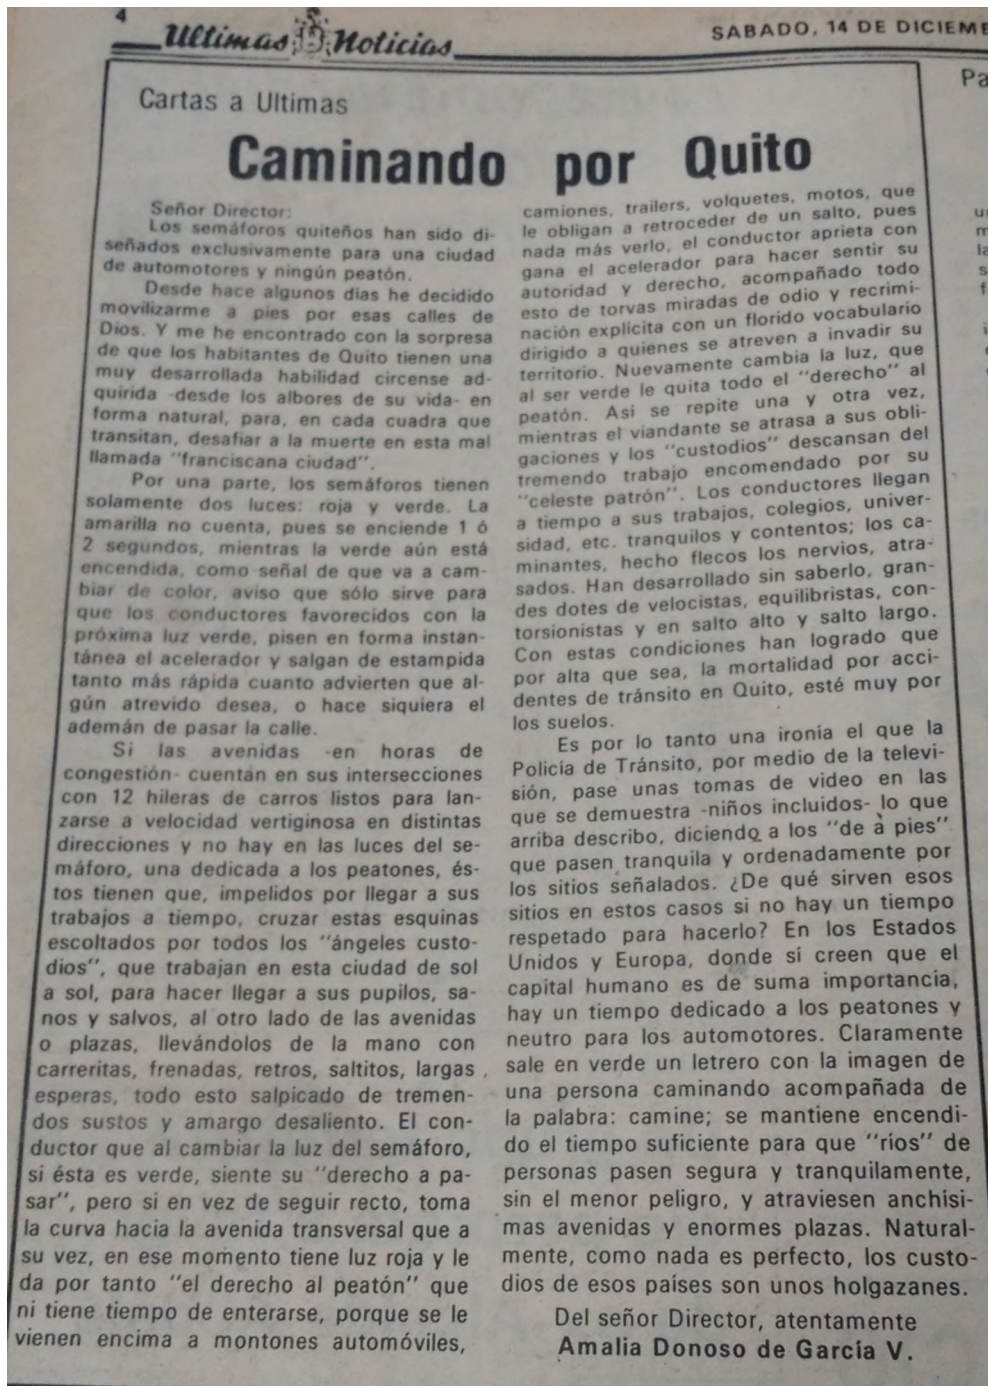 4
Ultimas Noticias
SABADO, 14 DE DICIEME
Cartas a Ultimas
Caminando por Quito
Señor Director:
Los semáforos quiteños han sido di-
señados exclusivamente para una ciudad
de automotores y ningún peatón.
Desde hace algunos días he decidido
movilizarme a pies por esas calles de
Dios. Y me he encontrado con la sorpresa
de que los habitantes de Quito tienen una
muy desarrollada habilidad circense ad-
quirida -desde los albores de su vida- en
forma natural, para, en cada cuadra que
transitan, desafiar a la muerte en esta mal
llamada "franciscana ciudad".
Por una parte, los semáforos tienen
solamente dos luces: roja y verde. La
amarilla no cuenta, pues se enciende 1 ó
2 segundos, mientras la verde aún está
encendida, como señal de que va a cam-
biar de color, aviso que sólo sirve para
que los conductores favorecidos con la
próxima luz verde, pisen en forma instan-
tánea el acelerador y salgan de estampida
tanto más rápida cuanto advierten que al-
gún atrevido desea, o hace siquiera el
ademán de pasar la calle.
Si las avenidas -en horas de
congestión- cuentan en sus intersecciones
con 12 hileras de carros listos para lan-
zarse a velocidad vertiginosa en distintas
direcciones y no hay en las luces del se-
máforo, una dedicada a los peatones, és-
tos tienen que, impelidos por llegar a sus
trabajos a tiempo, cruzar estas esquinas
escoltados por todos los "ángeles custo-
dios", que trabajan en esta ciudad de sol
a sol, para hacer llegar a sus pupilos, sa-
nos y salvos, al otro lado de las avenidas
o plazas, llevándolos de la mano con
carreritas, frenadas, retros, saltitos, largas
esperas, todo esto salpicado de tremen-
dos sustos y amargo desaliento. El con-
ductor que al cambiar la luz del semáforo,
si ésta es verde, siente su "derecho a pa-
sar", pero si en vez de seguir recto, toma
la curva hacia la avenida transversal que a
su vez, en ese momento tiene luz roja y le
da por tanto "el derecho al peatón" que
ni tiene tiempo de enterarse, porque se le
vienen encima a montones automóviles,
camiones, trailers, volquetes, motos, que
le obligan a retroceder de un salto, pues
nada más verlo, el conductor aprieta con
gana el acelerador para hacer sentir su
autoridad y derecho, acompañado todo
esto de torvas miradas de odio y recrimi-
nación explícita con un florido vocabulario
dirigido a quienes se atreven a invadir su
territorio. Nuevamente cambia la luz, que
al ser verde le quita todo el "derecho" al
peatón. Así se repite una y otra vez,
mientras el viandante se atrasa a sus obli-
gaciones y los "custodios" descansan del
tremendo trabajo encomendado por su
"celeste patrón". Los conductores llegan
a tiempo a sus trabajos, colegios, univer-
sidad, etc. tranquilos y contentos; los ca-
minantes, hecho flecos los nervios, atra-
sados. Han desarrollado sin saberlo, gran-
des dotes de velocistas, equilibristas, con-
torsionistas y en salto alto y salto largo.
Con estas condiciones han logrado que
por alta que sea, la mortalidad por acci-
dentes de tránsito en Quito, esté muy por
los suelos.
Es por lo tanto una ironía el que la
Policía de Tránsito, por medio de la televi-
sión, pase unas tomas de video en las
que se demuestra -niños incluidos- lo que
arriba describo, diciendo a los "de à pies"
que pasen tranquila y ordenadamente por
los sitios señalados. ¿De qué sirven esos
sitios en estos casos si no hay un tiempo
respetado para hacerlo? En los Estados
Unidos y Europa, donde sí creen que el
capital humano es de suma importancia,
hay un tiempo dedicado a los peatones y
neutro para los automotores. Claramente
sale en verde un letrero con la imagen de
una persona caminando acompañada de
la palabra: camine; se mantiene encendi-
do el tiempo suficiente para que "ríos" de
personas pasen segura y tranquilamente,
sin el menor peligro, y atraviesen anchísi-
mas avenidas y enormes plazas. Natural-
mente, como nada es perfecto, los custo-
dios de esos países son unos holgazanes.
Del señor Director, atentamente
Amalia Donoso de García V.
Pa